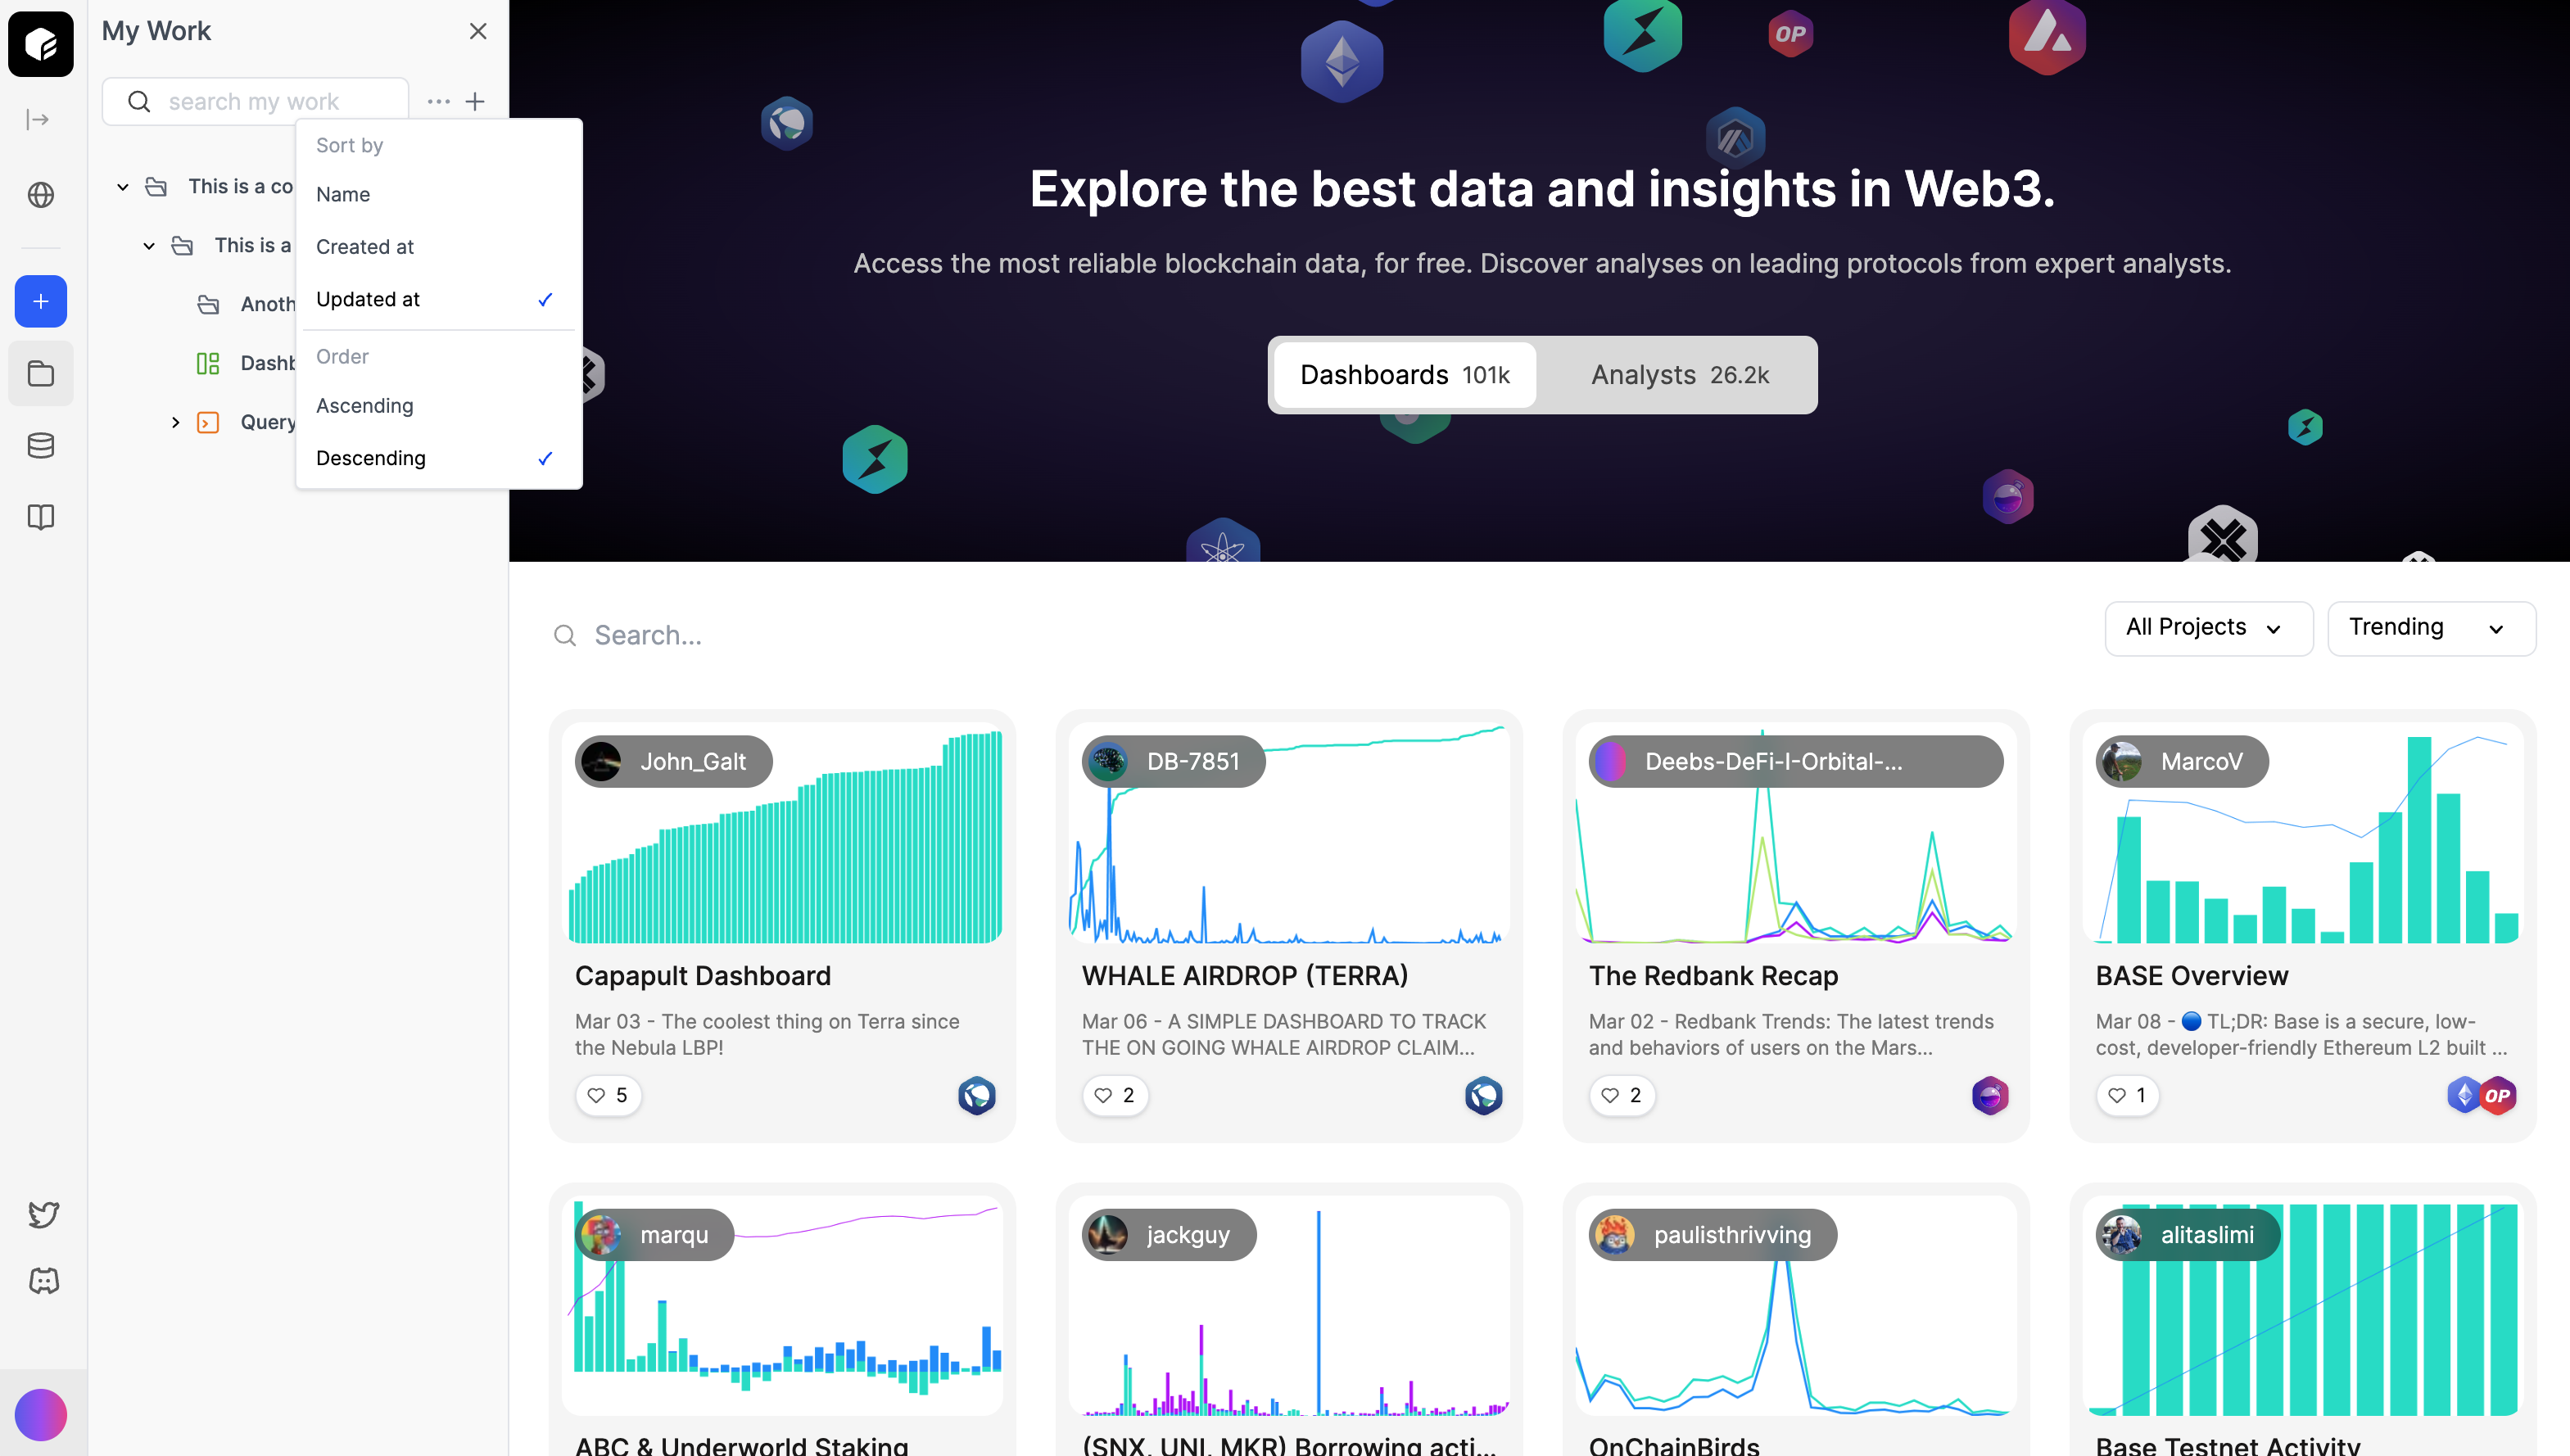 My Work
search my work
Sort by
Name
Created at
Updated at
Order
Ascending
Descending
This is a co
This is a
Anoth
Dashb
Query
OP
Explore the best data and insights in Web3.
Access the most reliable blockchain data, for free. Discover analyses on leading protocols from expert analysts.
Dashboards 101k
Analysts 26.2k
Search...
All Projects
Trending
John_Galt
Capapult Dashboard
Mar 03 - The coolest thing on Terra since
the Nebula LBP!
5
DB-7851
WHALE AIRDROP (TERRA)
Mar 06 - A SIMPLE DASHBOARD TO TRACK
THE ON GOING WHALE AIRDROP CLAIM...
2
Deebs-DeFi-I-Orbital-...
The Redbank Recap
Mar 02 - Redbank Trends: The latest trends
and behaviors of users on the Mars...
2
MarcoV
BASE Overview
Mar 08 - 🔵 TL;DR: Base is a secure, low-
cost, developer-friendly Ethereum L2 built ...
1
OP
marqu
ABC & Underworld Staking
jackguy
(SNX, UNI, MKR) Borrowing acti...
paulisthrivving
OnChainBirds
alitaslimi
Base Testnet Activity